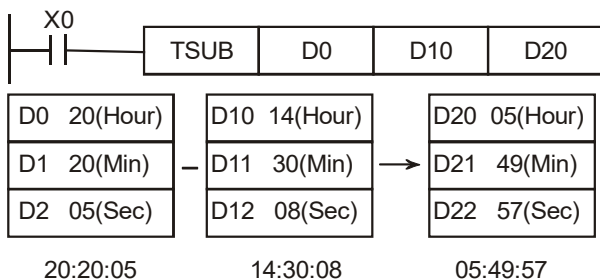 X0
TSUB D0 D10 D20
D0 20(Hour) D10 14(Hour) D20 05(Hour)
D1 20(Min) – D11 30(Min) → D21 49(Min)
D2 05(Sec) D12 08(Sec) D22 57(Sec)
20:20:05 14:30:08 05:49:57